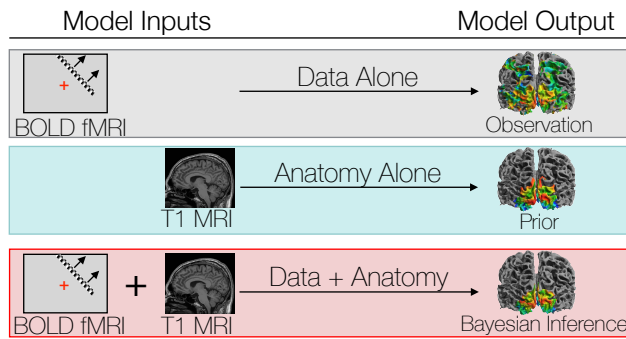 Model Inputs
Model Output
Data Alone
BOLD fMRI
Observation
Anatomy Alone
T1 MRI
Prior
+
Data + Anatomy
BOLD fMRI
T1 MRI
Bayesian Inference